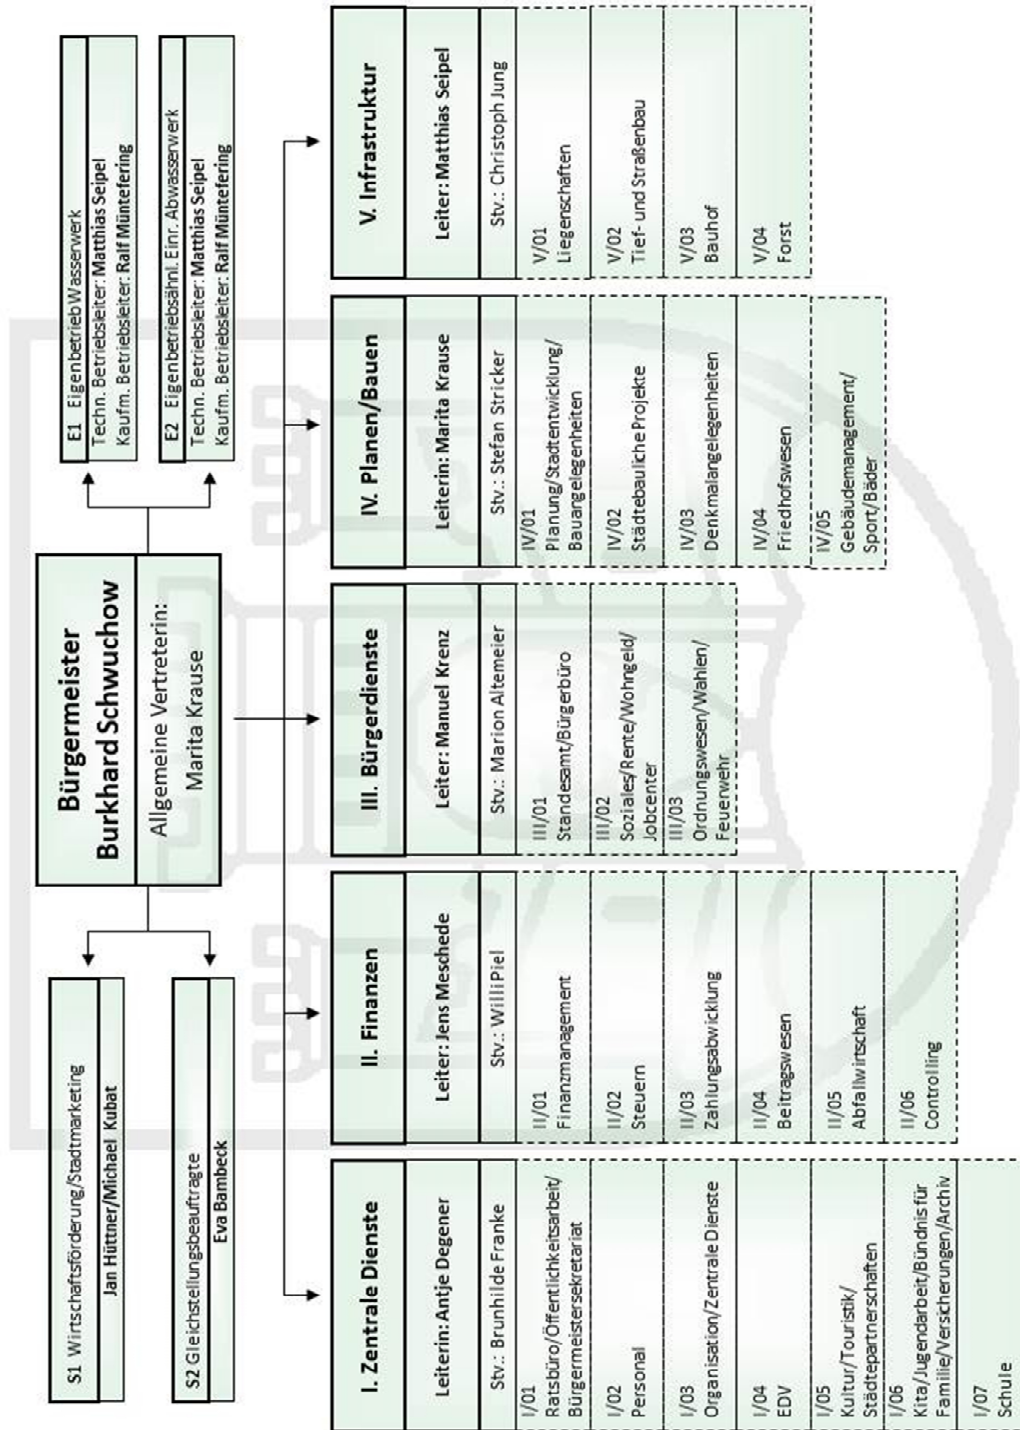 Bürgermeister
Burkhard Schwuchow
Allgemeine Vertreterin:
Marita Krause
S1 Wirtschaftsförderung/Stadtmarketing
Jan Hüttner/Michael Kubat
S2 Gleichstellungsbeauftragte
Eva Bambeck
E1 Eigenbetrieb Wasserwerk
Techn. Betriebsleiter: Matthias Seipel
Kaufm. Betriebsleiter: Ralf Müntefering
E2 Eigenbetriebsähnl. Einr. Abwasserwerk
Techn. Betriebsleiter: Matthias Seipel
Kaufm. Betriebsleiter: Ralf Müntefering
I. Zentrale Dienste
Leiterin: Antje Degener
Stv.: Brunhilde Franke
I/01
Ratsbüro/Öffentlichkeitsarbeit/
Bürgermeistersekretariat
I/02
Personal
I/03
Organisation/Zentrale Dienste
I/04
EDV
I/05
Kultur/Touristik/
Städtepartnerschaften
I/06
Kita/Jugendarbeit/Bündnis für
Familie/Versicherungen/Archiv
I/07
Schule
II. Finanzen
Leiter: Jens Meschede
Stv.: Willi Piel
II/01
Finanzmanagement
II/02
Steuern
II/03
Zahlungsabwicklung
II/04
Beitragswesen
II/05
Abfallwirtschaft
II/06
Controlling
III. Bürgerdienste
Leiter: Manuel Krenz
Stv.: Marion Altemeier
III/01
Standesamt/Bürgerbüro
III/02
Soziales/Rente/Wohngeld/
Jobcenter
III/03
Ordnungswesen/Wahlen/
Feuerwehr
IV. Planen/Bauen
Leiterin: Marita Krause
Stv.: Stefan Stricker
IV/01
Planung/Stadtentwicklung/
Bauangelegenheiten
IV/02
Städtebauliche Projekte
IV/03
Denkmalangelegenheiten
IV/04
Friedhofswesen
IV/05
Gebäudemanagement/
Sport/Bäder
V. Infrastruktur
Leiter: Matthias Seipel
Stv.: Christoph Jung
V/01
Liegenschaften
V/02
Tief- und Straßenbau
V/03
Bauhof
V/04
Forst